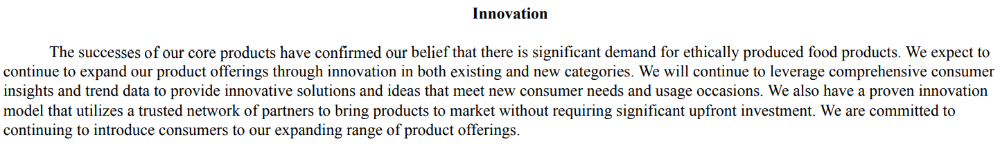 Innovation
The successes of our core products have confirmed our belief that there is significant demand for ethically produced food products. We expect to
continue to expand our product offerings through innovation in both existing and new categories. We will continue to leverage comprehensive consumer
insights and trend data to provide innovative solutions and ideas that meet new consumer needs and usage occasions. We also have a proven innovation
model that utilizes a trusted network of partners to bring products to market without requiring significant upfront investment. We are committed to
continuing to introduce consumers to our expanding range of product offerings.